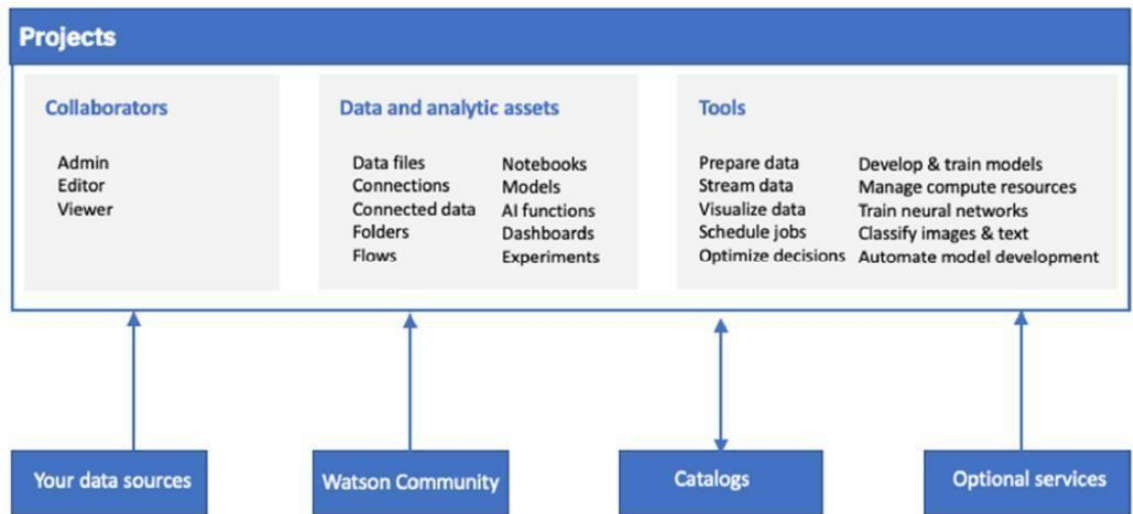 Projects
Collaborators
Admin
Editor
Viewer
Data and analytic assets
Data files
Connections
Connected data
Folders
Flows
Notebooks
Models
AI functions
Dashboards
Experiments
Tools
Prepare data
Stream data
Visualize data
Schedule jobs
Optimize decisions
Develop & train models
Manage compute resources
Train neural networks
Classify images & text
Automate model development
Your data sources
Watson Community
Catalogs
Optional services